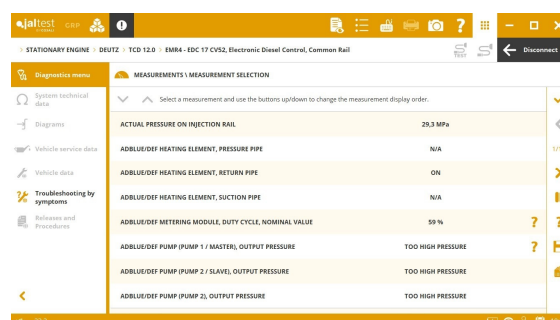 jaltest GRP
STATIONARY ENGINE > DEUTZ > TCD 12.0 > EMR4 - EDC 17 CV52, Electronic Diesel Control, Common Rail
TEST
Disconnect
Diagnostics menu
System technical data
Diagrams
Vehicle service data
Vehicle data
Troubleshooting by symptoms
Releases and Procedures
MEASUREMENTS \ MEASUREMENT SELECTION
Select a measurement and use the buttons up/down to change the measurement display order.
ACTUAL PRESSURE ON INJECTION RAIL 29,3 MPa
ADBLUE/DEF HEATING ELEMENT, PRESSURE PIPE N/A
ADBLUE/DEF HEATING ELEMENT, RETURN PIPE ON
ADBLUE/DEF HEATING ELEMENT, SUCTION PIPE N/A
ADBLUE/DEF METERING MODULE, DUTY CYCLE, NOMINAL VALUE 59 % ?
ADBLUE/DEF PUMP (PUMP 1 / MASTER), OUTPUT PRESSURE TOO HIGH PRESSURE ?
ADBLUE/DEF PUMP (PUMP 2 / SLAVE), OUTPUT PRESSURE TOO HIGH PRESSURE
ADBLUE/DEF PUMP (PUMP 2), OUTPUT PRESSURE TOO HIGH PRESSURE